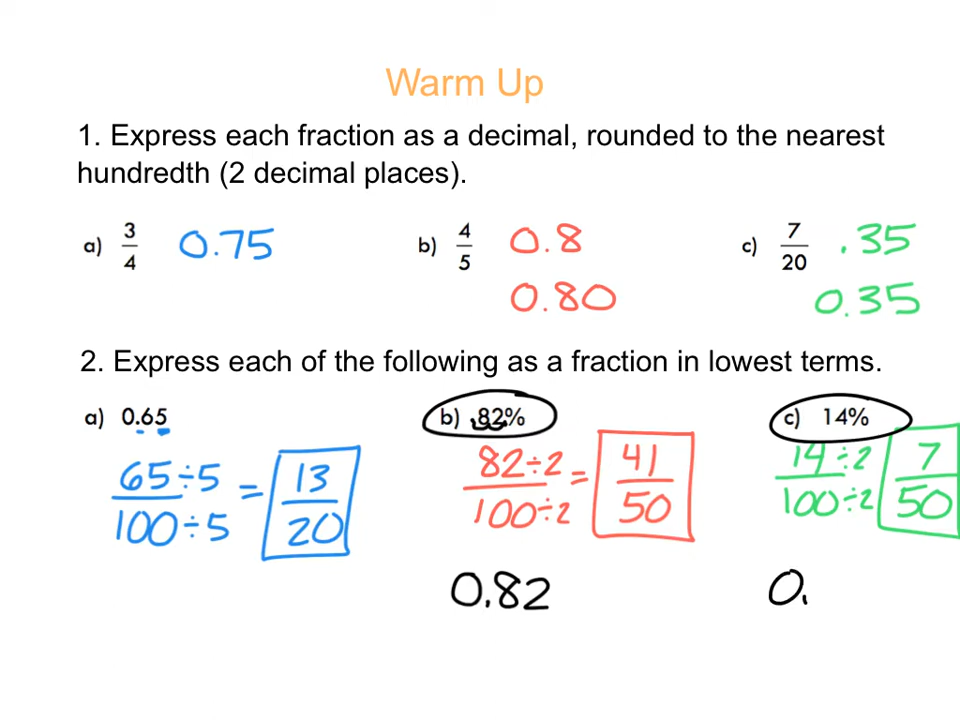 Warm Up
1. Express each fraction as a decimal, rounded to the nearest
hundredth (2 decimal places).
a) 3/4 0.75 b) 4/5 0.8 c) 7/20 .35
0.80 0.35
2. Express each of the following as a fraction in lowest terms.
a) 0.65 b) 82% c) 14%
65÷5 / 100÷5 = 13/20 82÷2 / 100÷2 = 41/50 14÷2 / 100÷2 7/50
0.82 0.